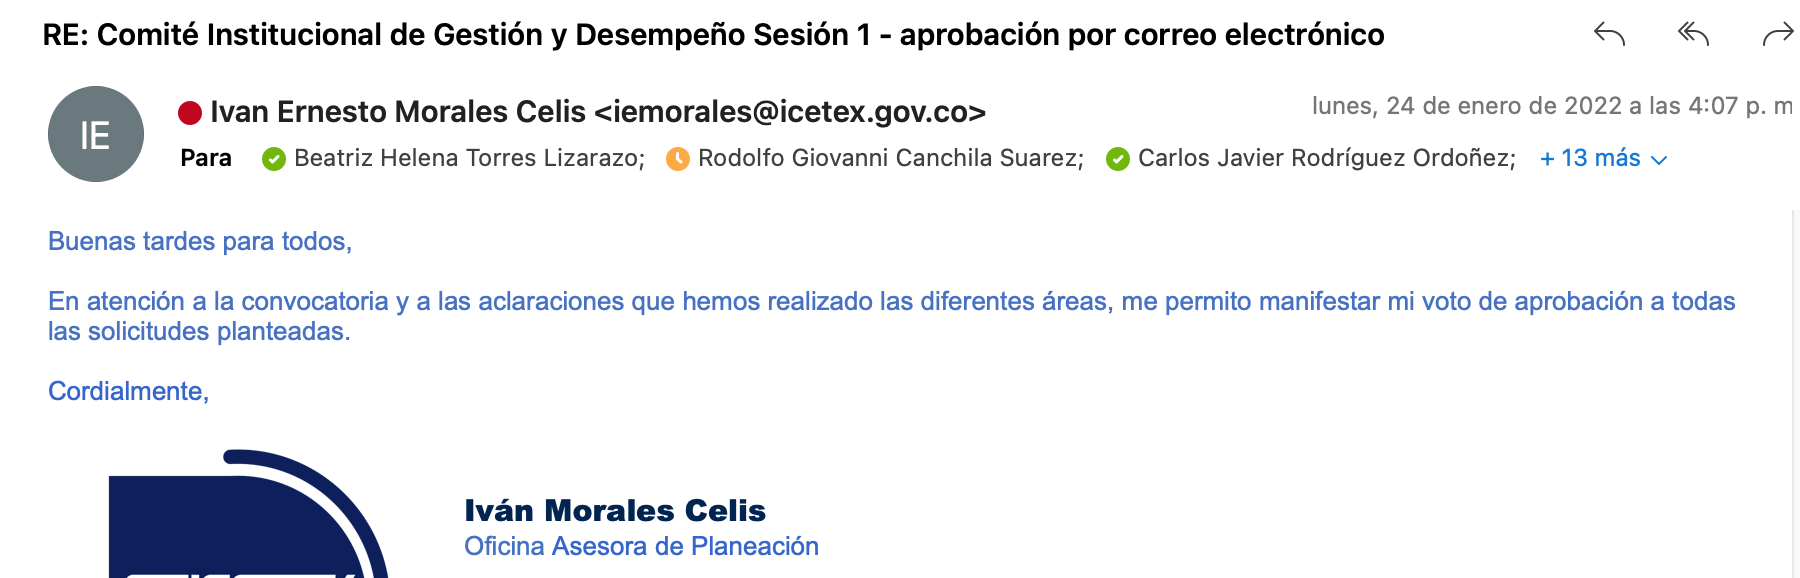 RE: Comité Institucional de Gestión y Desempeño Sesión 1 - aprobación por correo electrónico
IE
Ivan Ernesto Morales Celis <iemorales@icetex.gov.co>
lunes, 24 de enero de 2022 a las 4:07 p. m
Para Beatriz Helena Torres Lizarazo; Rodolfo Giovanni Canchila Suarez; Carlos Javier Rodríguez Ordoñez; + 13 más
Buenas tardes para todos,
En atención a la convocatoria y a las aclaraciones que hemos realizado las diferentes áreas, me permito manifestar mi voto de aprobación a todas
las solicitudes planteadas.
Cordialmente,
Iván Morales Celis
Oficina Asesora de Planeación